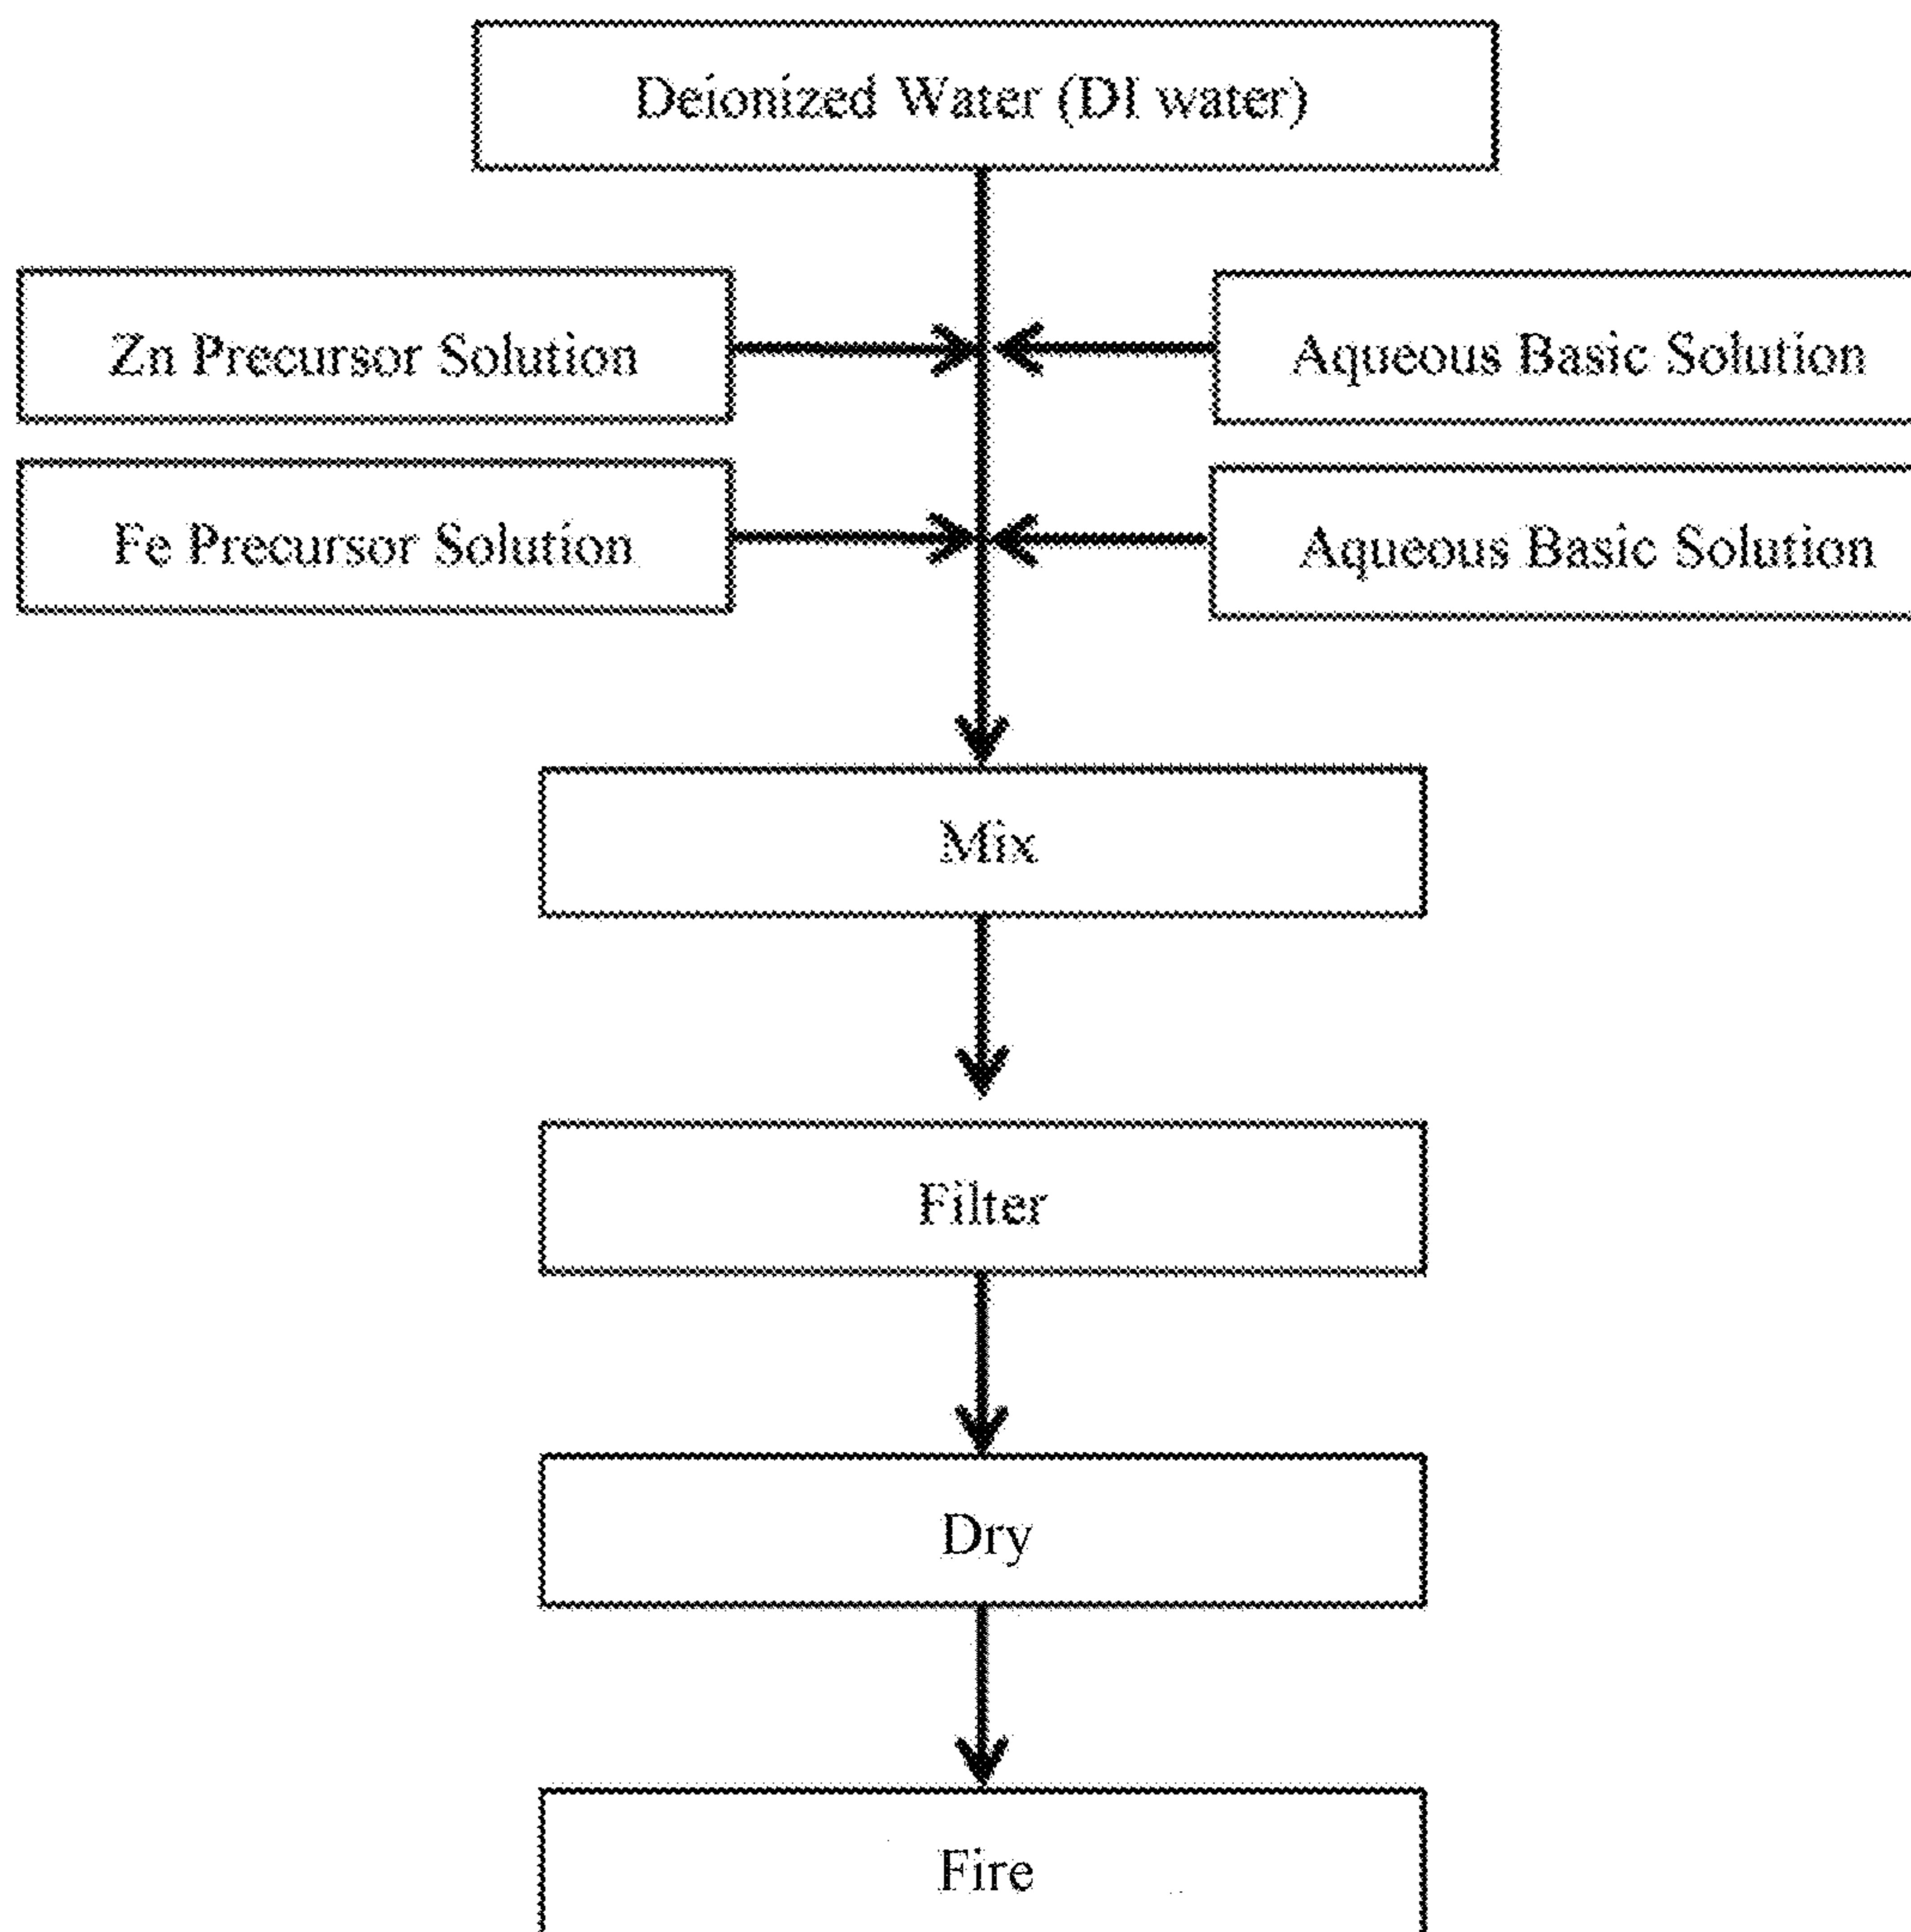 Deionized Water (DI water)
Zn Precursor Solution
Aqueous Basic Solution
Fe Precursor Solution
Aqueous Basic Solution
Mix
Filter
Dry
Fire